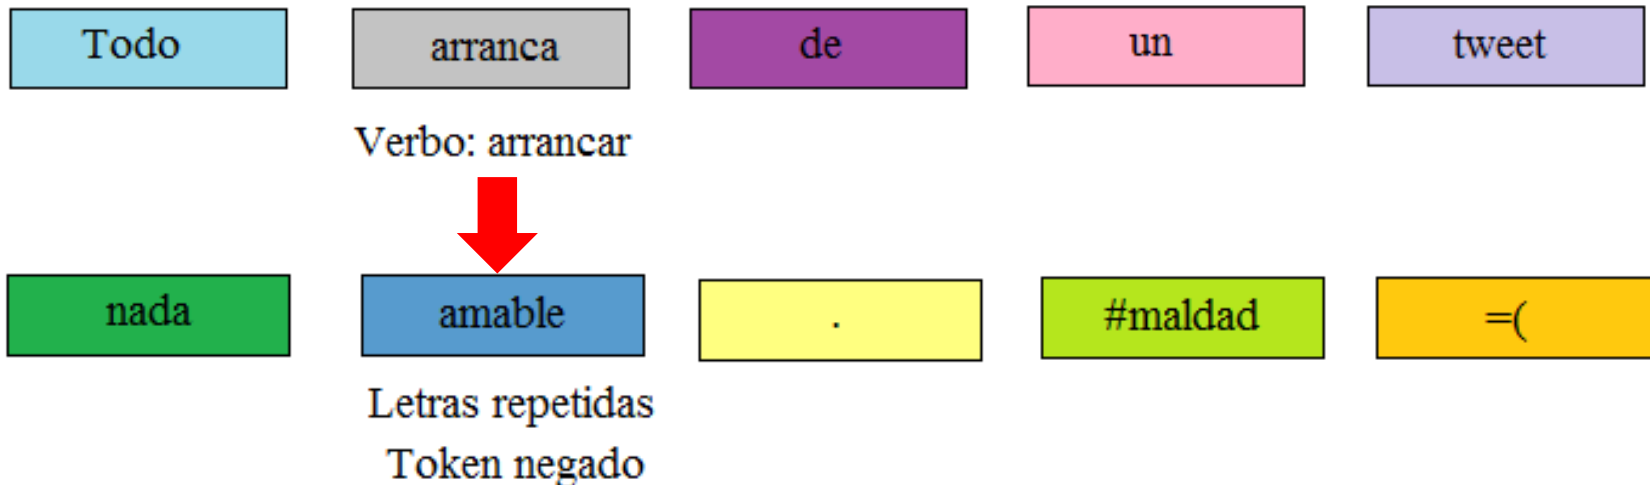 Todo arranca de un tweet
Verbo: arrancar
nada amable . #maldad =(
Letras repetidas
Token negado